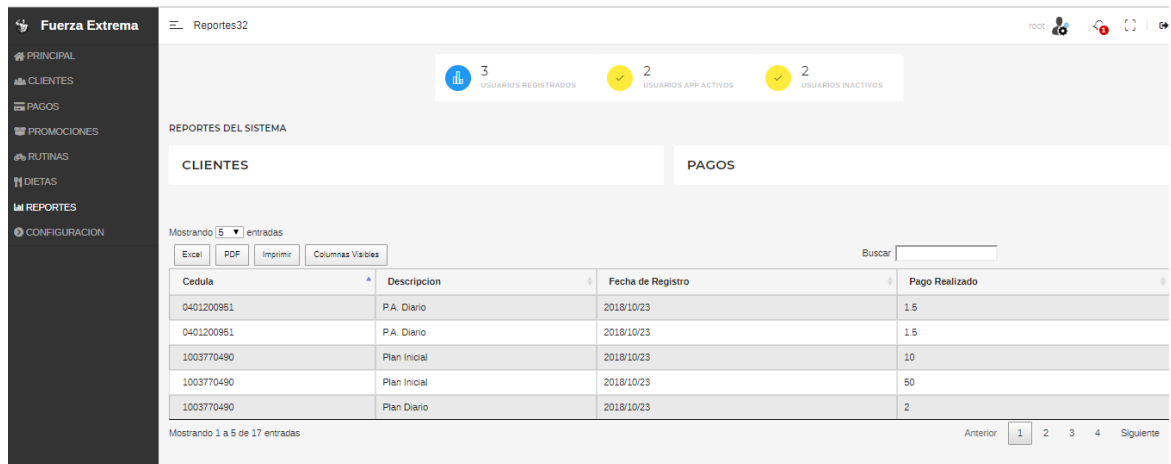 Fuerza Extrema
Reportes32
root
1
PRINCIPAL
CLIENTES
PAGOS
PROMOCIONES
RUTINAS
DIETAS
REPORTES
CONFIGURACION
3
USUARIOS REGISTRADOS
2
USUARIOS APP ACTIVOS
2
USUARIOS INACTIVOS
REPORTES DEL SISTEMA
CLIENTES
PAGOS
Mostrando 5 entradas
Excel PDF Imprimir Columnas Visibles
Buscar
Cedula Descripcion Fecha de Registro Pago Realizado
0401200951 P.A. Diario 2018/10/23 1.5
0401200951 P.A. Diario 2018/10/23 1.5
1003770490 Plan Inicial 2018/10/23 10
1003770490 Plan Inicial 2018/10/23 50
1003770490 Plan Diario 2018/10/23 2
Mostrando 1 a 5 de 17 entradas
Anterior 1 2 3 4 Siguiente